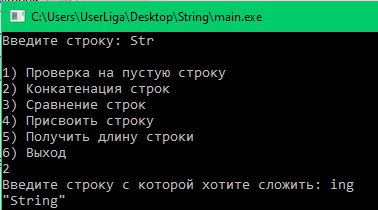 C:\Users\UserLiga\Desktop\String\main.exe
Введите строку: Str
1) Проверка на пустую строку
2) Конкатенация строк
3) Сравнение строк
4) Присвоить строку
5) Получить длину строки
6) Выход
2
Введите строку с которой хотите сложить: ing
"String"